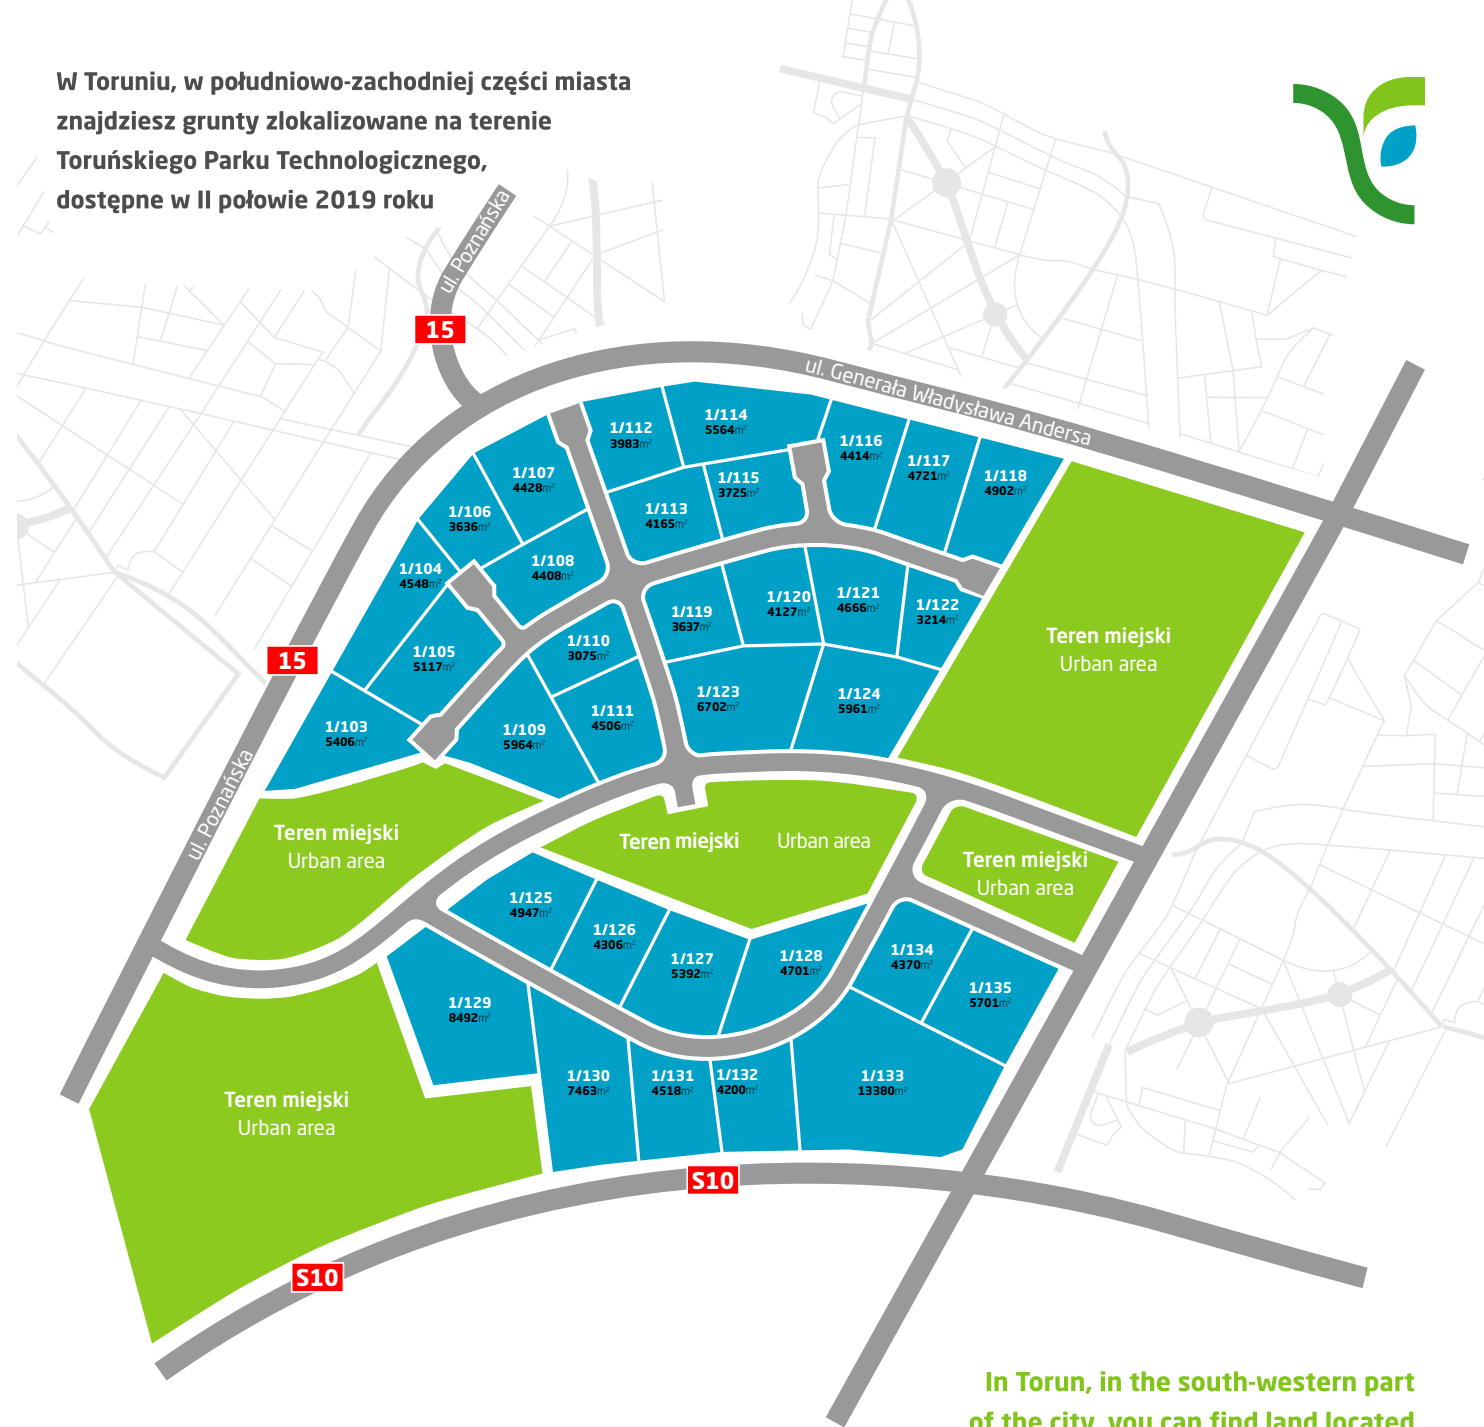 W Toruniu, w południowo-zachodniej części miasta
znajdziesz grunty zlokalizowane na terenie
Toruńskiego Parku Technologicznego,
dostępne w II połowie 2019 roku
ul. Poznańska
15
ul. Generała Władysława Andersa
1/112
3983m²
1/114
5564m²
1/116
4414m²
1/117
4721m²
1/118
4902m²
1/107
4428m²
1/115
3725m²
1/106
3636m²
1/113
4165m²
1/104
4548m²
1/108
4408m²
1/119
3637m²
1/120
4127m²
1/121
4666m²
1/122
3214m²
Teren miejski
Urban area
15
1/105
5117m²
1/110
3075m²
1/123
6702m²
1/124
5961m²
1/103
5406m²
1/109
5964m²
1/111
4506m²
ul. Poznańska
Teren miejski
Urban area
Teren miejski Urban area
Teren miejski
Urban area
1/125
4947m²
1/126
4306m²
1/127
5392m²
1/128
4701m²
1/134
4370m²
1/135
5701m²
1/129
8492m²
1/130
7463m²
1/131
4518m²
1/132
4200m²
1/133
13380m²
Teren miejski
Urban area
S10
S10
In Torun, in the south-western part
of the city, you can find land located